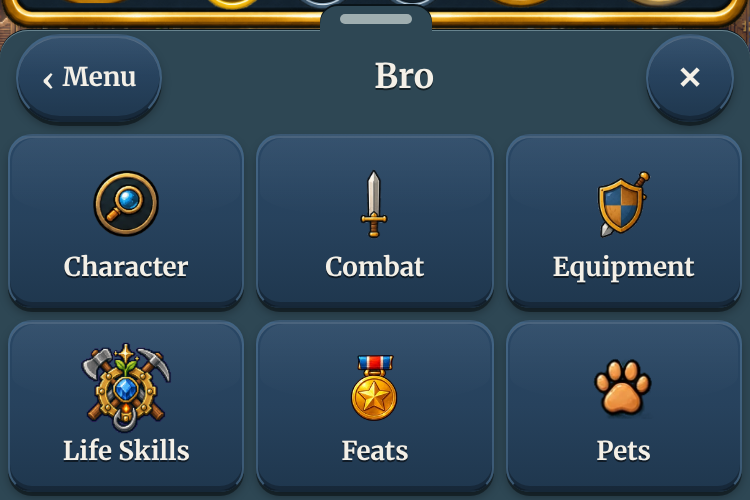 ‹ Menu
Bro
×
Character
Combat
Equipment
Life Skills
Feats
Pets